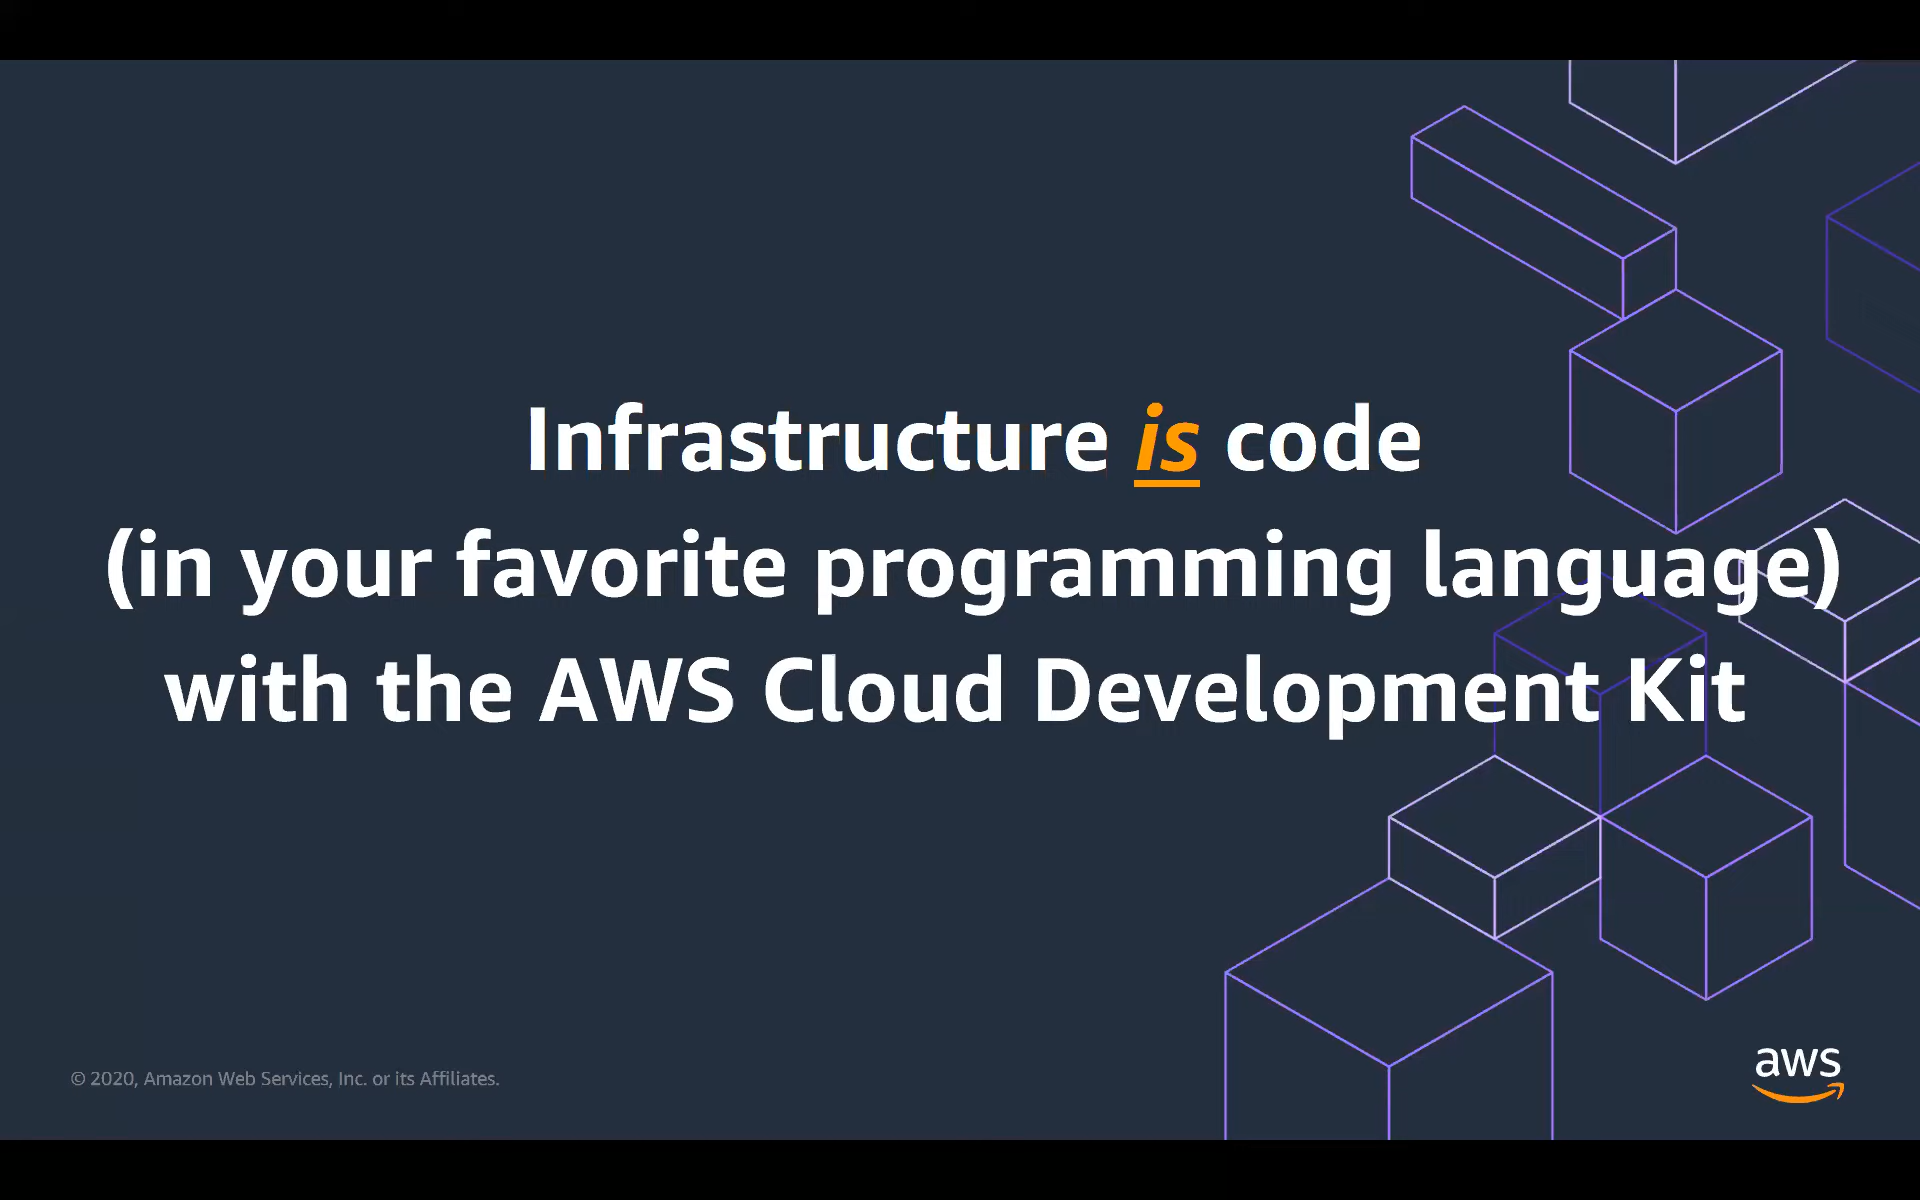 Infrastructure is code
(in your favorite programming language)
with the AWS Cloud Development Kit
© 2020, Amazon Web Services, Inc. or its Affiliates.
aws